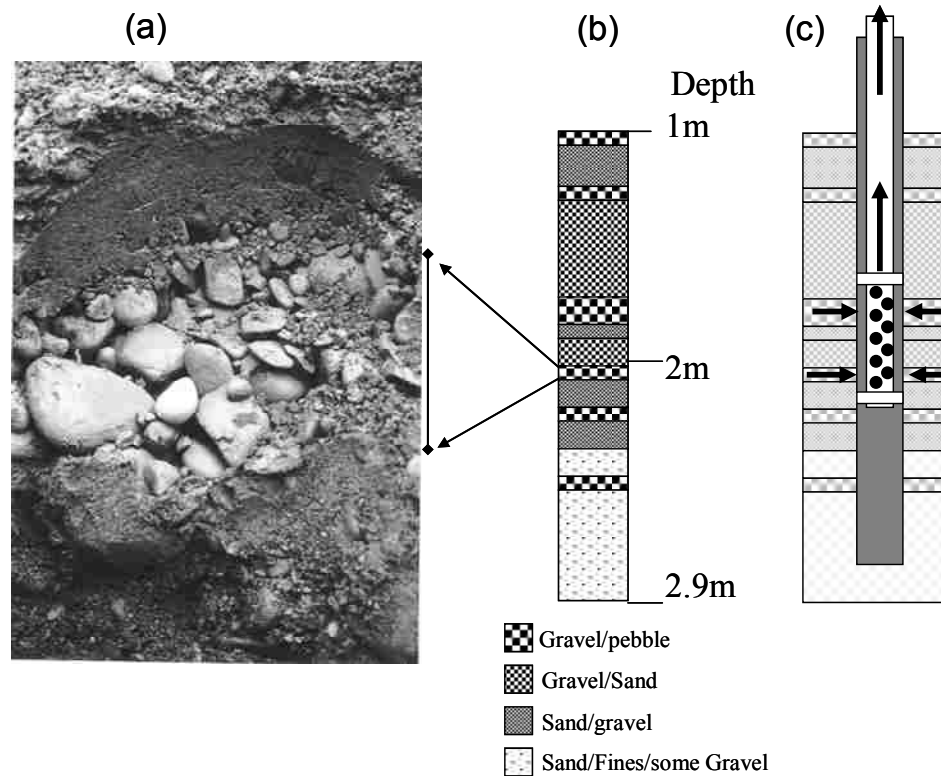 (a)
(b)
(c)
Depth
1m
2m
2.9m
Gravel/pebble
Gravel/Sand
Sand/gravel
Sand/Fines/some Gravel